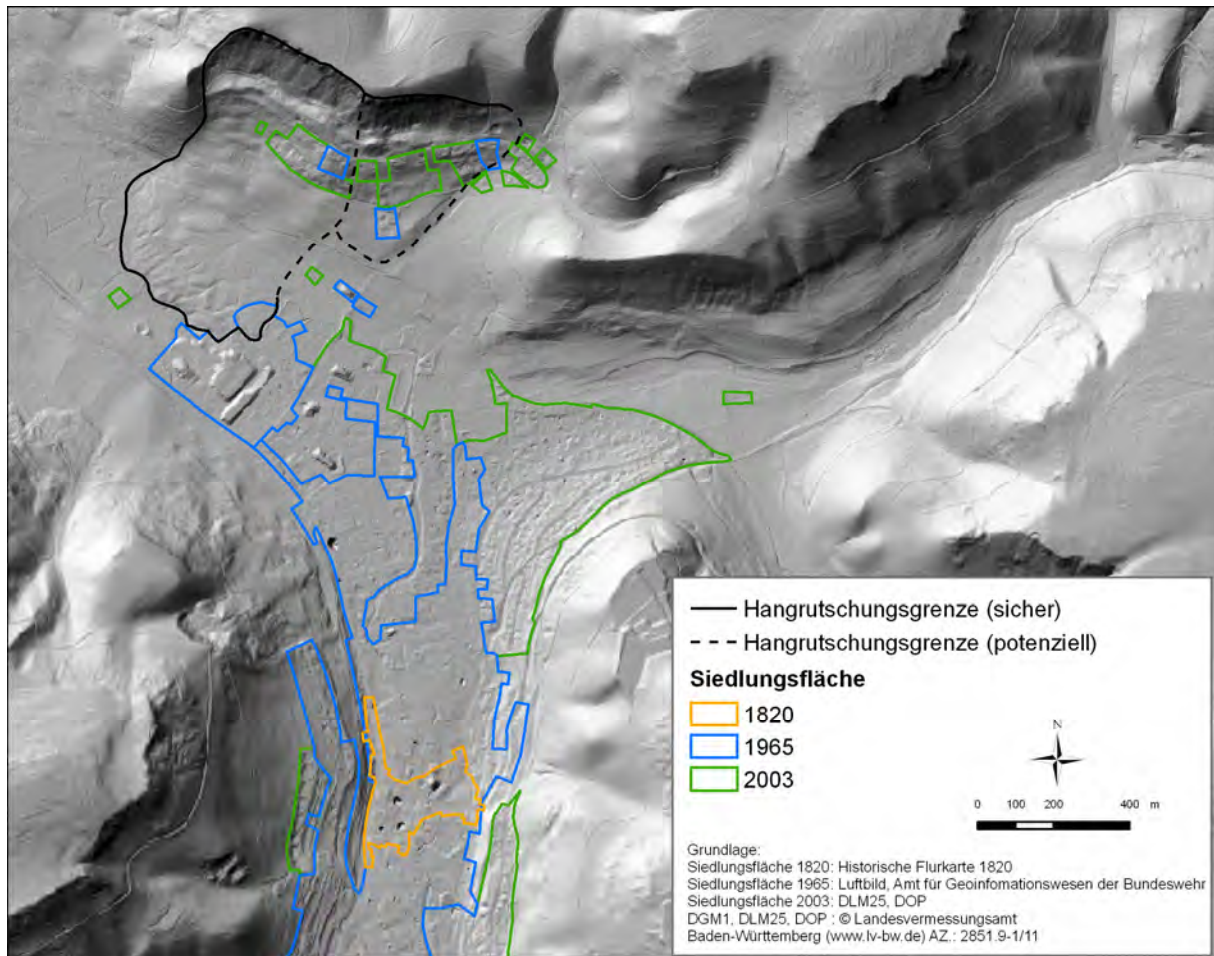 Hangrutschungsgrenze (sicher)
Hangrutschungsgrenze (potenziell)
Siedlungsfläche
1820
1965
2003
N
0 100 200 400 m
Grundlage:
Siedlungsfläche 1820: Historische Flurkarte 1820
Siedlungsfläche 1965: Luftbild, Amt für Geoinfomationswesen der Bundeswehr
Siedlungsfläche 2003: DLM25, DOP
DGM1, DLM25, DOP : © Landesvermessungsamt
Baden-Württemberg (www.lv-bw.de) AZ.: 2851.9-1/11